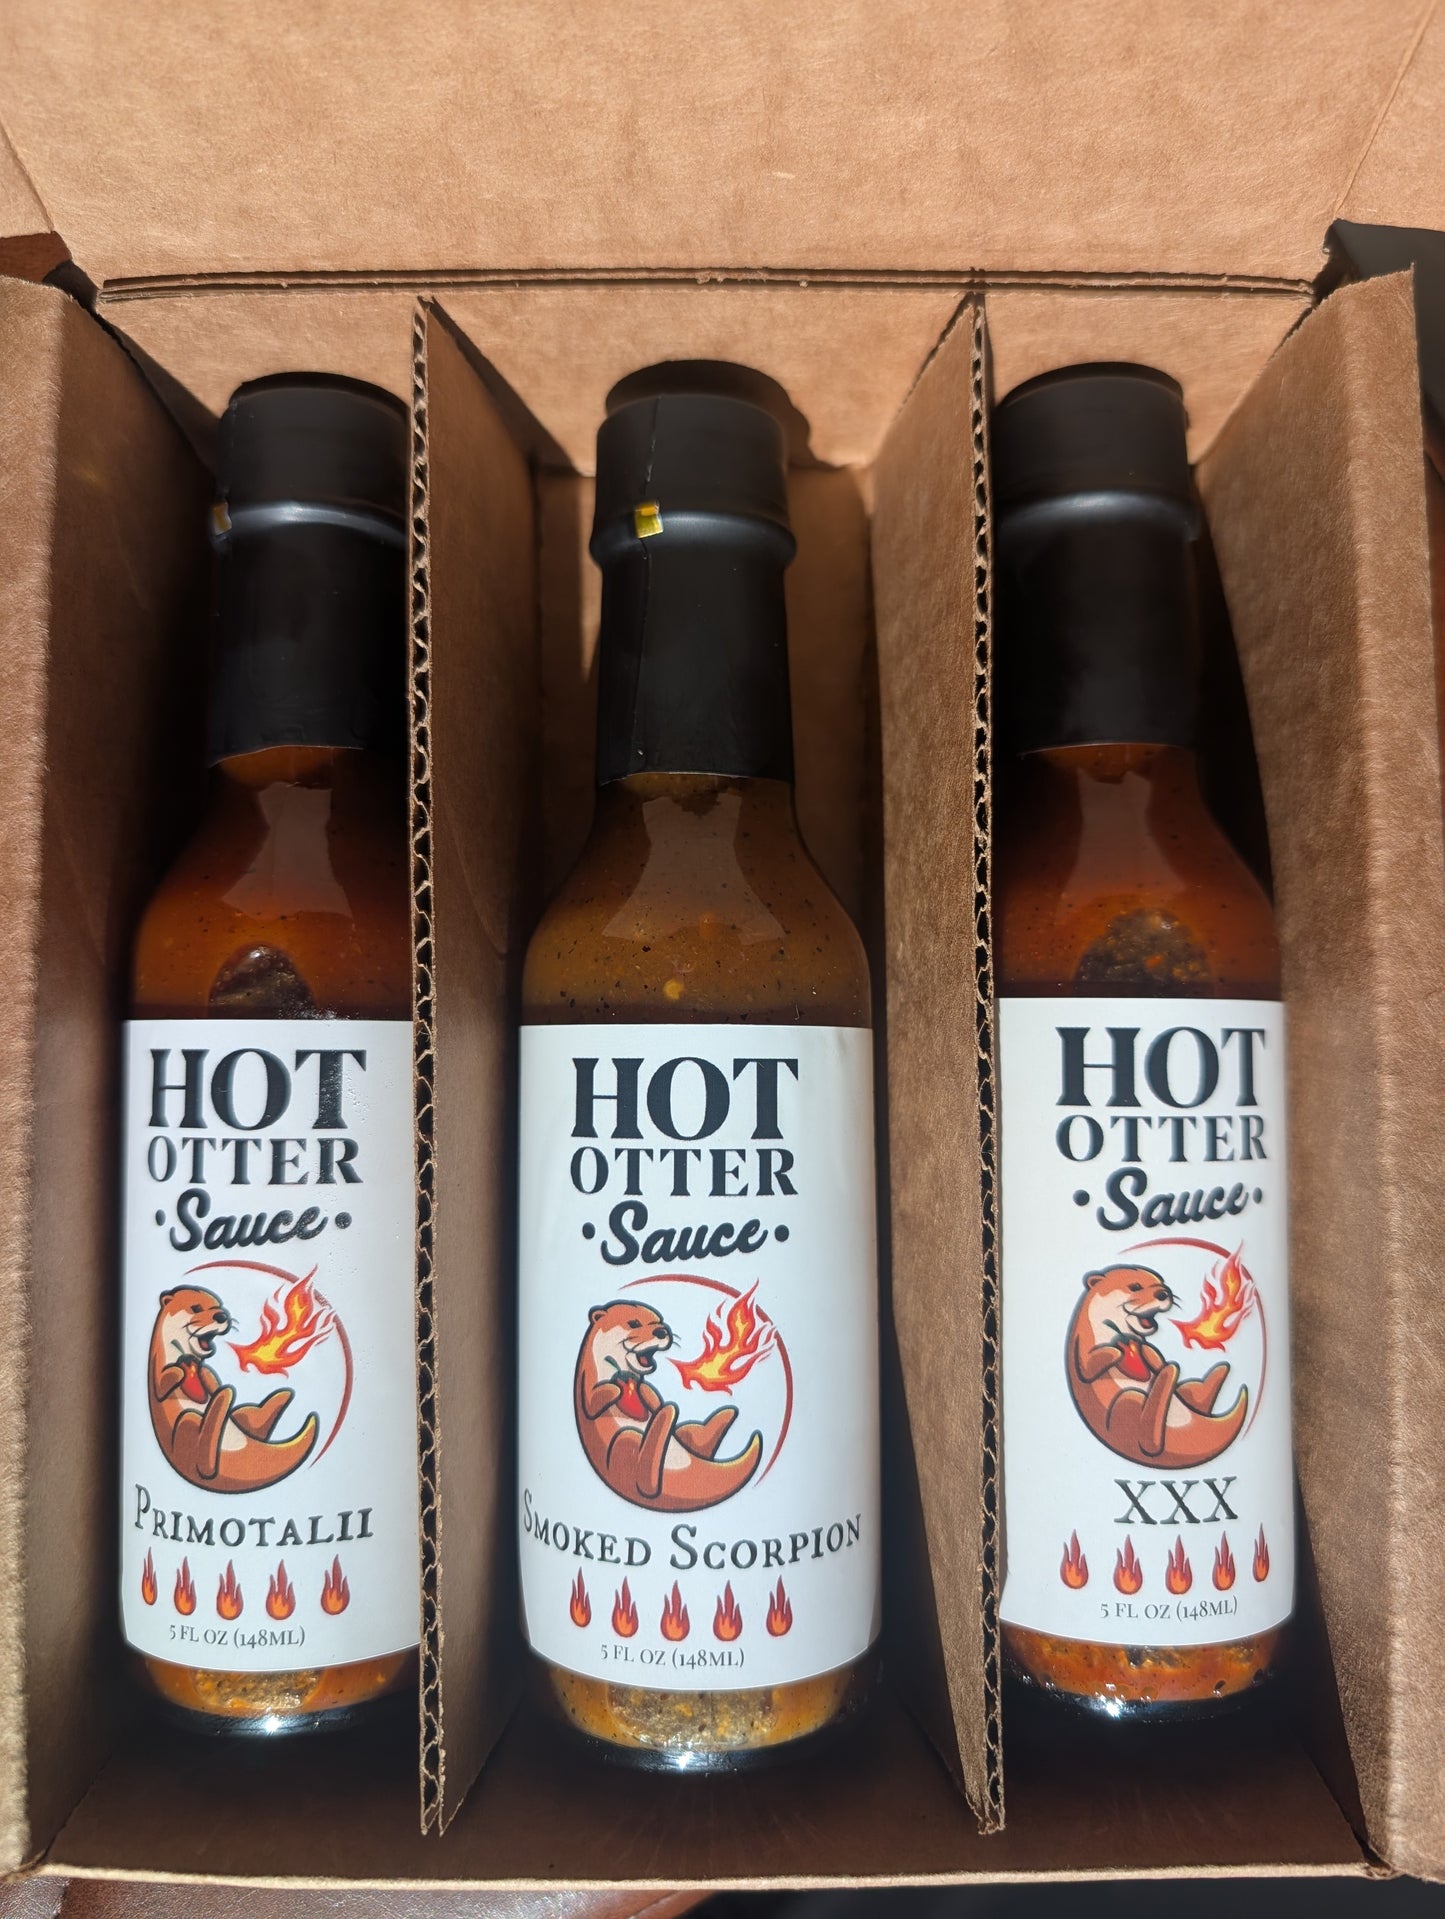 HOT
OTTER
·Sauce·
PRIMOTALII
5 FL OZ (148ML)
HOT
OTTER
·Sauce·
SMOKED SCORPION
5 FL OZ (148ML)
HOT
OTTER
·Sauce·
XXX
5 FL OZ (148ML)